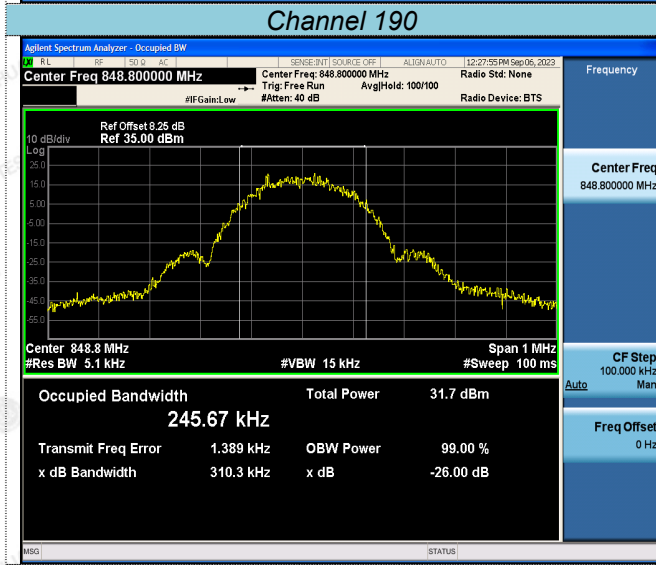 Channel 190
Agilent Spectrum Analyzer - Occupied BW
LXI RL RF 50 Ω AC SENSE:INT SOURCE OFF ALIGN AUTO 12:27:55 PM Sep 06, 2023
Center Freq 848.800000 MHz
Center Freq: 848.800000 MHz
Radio Std: None
Trig: Free Run Avg|Hold: 100/100
#IFGain:Low #Atten: 40 dB Radio Device: BTS
Frequency
Ref Offset 8.25 dB
10 dB/div Ref 35.00 dBm
Log
25.0
15.0
5.00
-5.00
-15.0
-25.0
-35.0
-45.0
-55.0
Center 848.8 MHz Span 1 MHz
#Res BW 5.1 kHz #VBW 15 kHz #Sweep 100 ms
Center Freq
848.800000 MHz
CF Step
100.000 kHz
Auto Man
Freq Offset
0 Hz
Occupied Bandwidth Total Power 31.7 dBm
245.67 kHz
Transmit Freq Error 1.389 kHz OBW Power 99.00 %
x dB Bandwidth 310.3 kHz x dB -26.00 dB
MSG STATUS